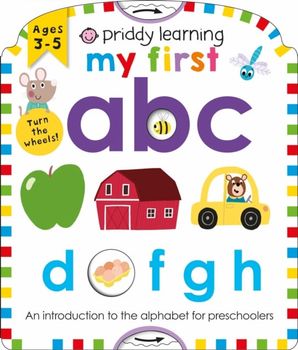 Ages
3-5
priddy learning
my first
abc
Turn
the
wheels!
d f g h
An introduction to the alphabet for preschoolers